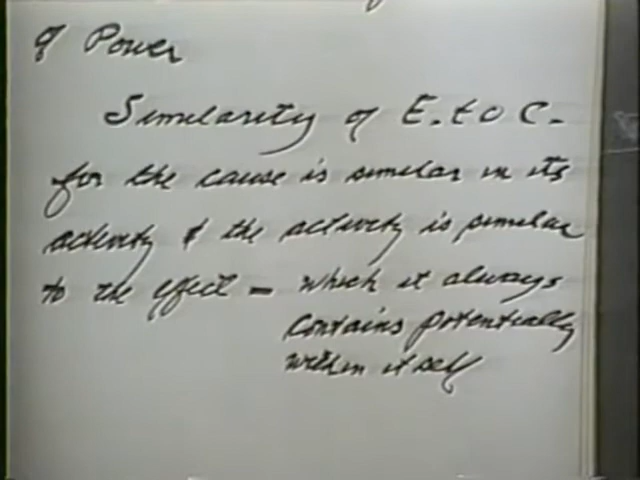 of Power
Similarity of E. to C.
for the cause is similar in its
activity & the activity is similar
to the effect – which it always
contains potentially
within itself